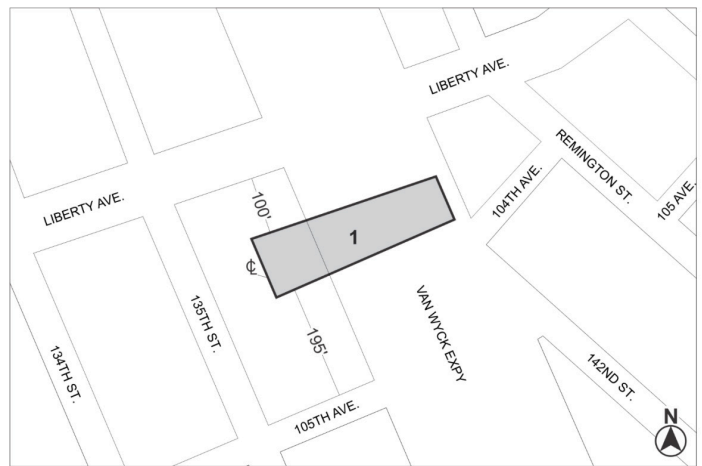 LIBERTY AVE.
REMINGTON ST.
104TH AVE.
105 AVE.
LIBERTY AVE.
100'
1
℄
135TH ST.
VAN WYCK EXPY
195'
134TH ST.
142ND ST.
105TH AVE.
N